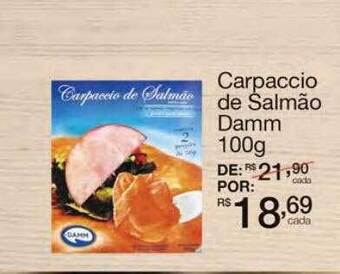 Carpaccio de Salmão
2
DAMM
Carpaccio
de Salmão
Damm
100g
DE: R$ 21,90
cada
POR:
R$ 18,69
cada